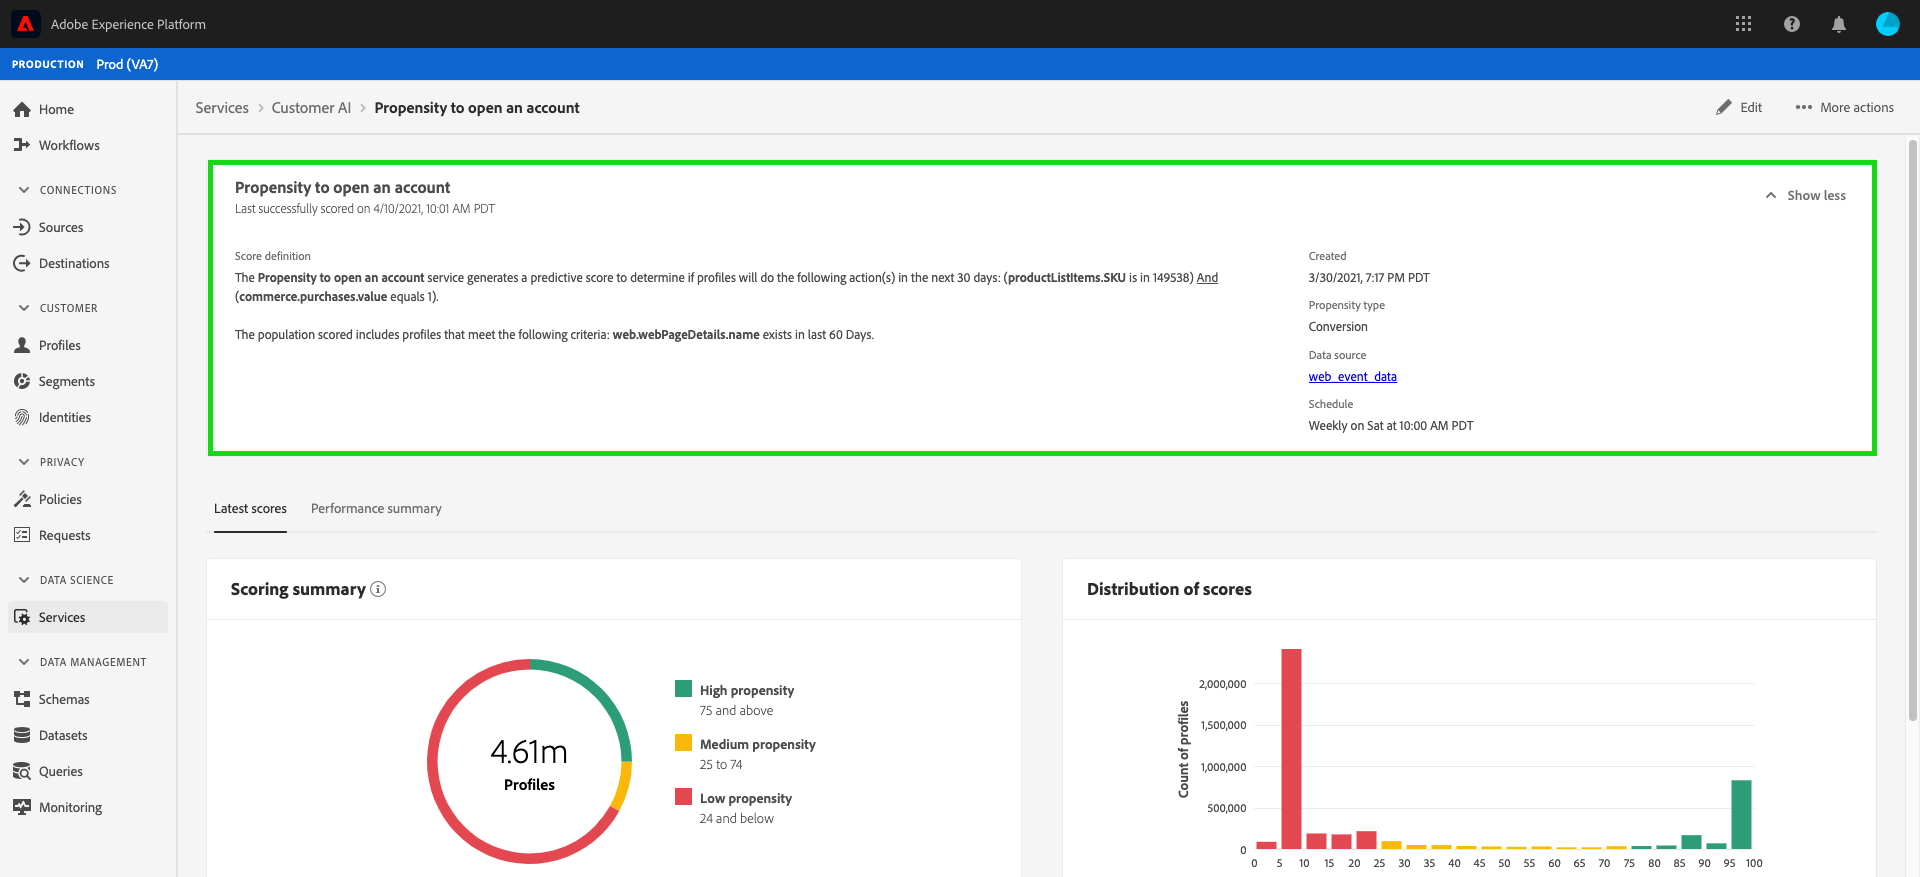 Adobe Experience Platform
PRODUCTION Prod (VA7)
Home
Workflows
CONNECTIONS
Sources
Destinations
CUSTOMER
Profiles
Segments
Identities
PRIVACY
Policies
Requests
DATA SCIENCE
Services
DATA MANAGEMENT
Schemas
Datasets
Queries
Monitoring
Services > Customer AI > Propensity to open an account
Edit
More actions
Propensity to open an account
Last successfully scored on 4/10/2021, 10:01 AM PDT
Show less
Score definition
The Propensity to open an account service generates a predictive score to determine if profiles will do the following action(s) in the next 30 days: (productListItems.SKU is in 149538) And
(commerce.purchases.value equals 1).
The population scored includes profiles that meet the following criteria: web.webPageDetails.name exists in last 60 Days.
Created
3/30/2021, 7:17 PM PDT
Propensity type
Conversion
Data source
web_event_data
Schedule
Weekly on Sat at 10:00 AM PDT
Latest scores
Performance summary
Scoring summary
4.61m
Profiles
High propensity
75 and above
Medium propensity
25 to 74
Low propensity
24 and below
Distribution of scores
Count of profiles
2,000,000
1,500,000
1,000,000
500,000
0
0 5 10 15 20 25 30 35 40 45 50 55 60 65 70 75 80 85 90 95 100